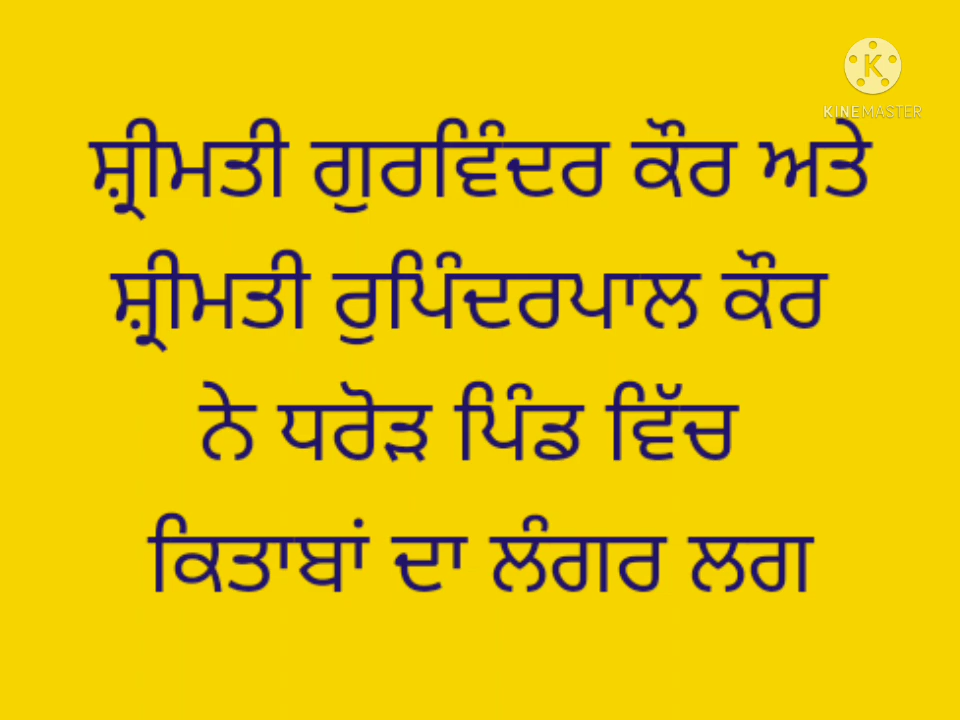 KINEMASTER
ਸ਼੍ਰੀਮਤੀ ਗੁਰਵਿੰਦਰ ਕੌਰ ਅਤੇ
ਸ਼੍ਰੀਮਤੀ ਰੁਪਿੰਦਰਪਾਲ ਕੌਰ
ਨੇ ਧਰੋੜ ਪਿੰਡ ਵਿੱਚ
ਕਿਤਾਬਾਂ ਦਾ ਲੰਗਰ ਲਗ